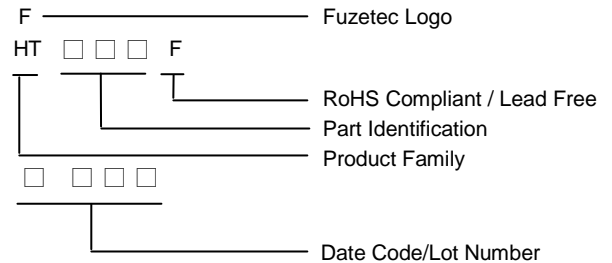 F Fuzetec Logo
HT □ □ □ F
RoHS Compliant / Lead Free
Part Identification
Product Family
□ □ □ □
Date Code/Lot Number